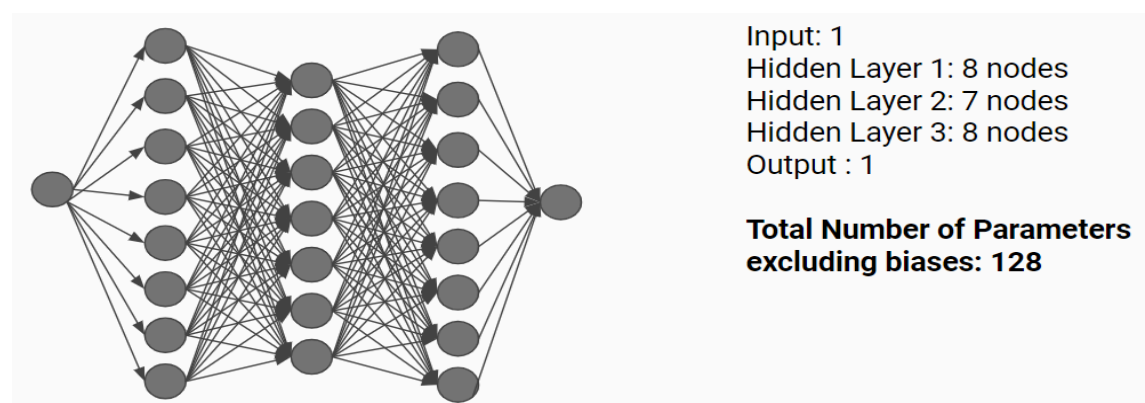 Input: 1
Hidden Layer 1: 8 nodes
Hidden Layer 2: 7 nodes
Hidden Layer 3: 8 nodes
Output : 1
Total Number of Parameters
excluding biases: 128